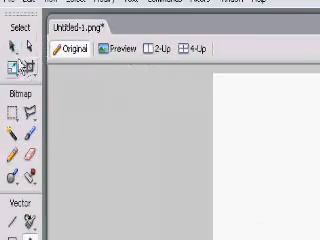 Select
Untitled-1.png*
Original Preview 2-Up 4-Up
Bitmap
Vector